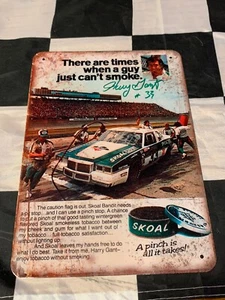 There are times
when a guy
just can't smoke.
Harry Gant
# 33
SKOAL
The caution flag is out. Skoal Bandit needs
a pit stop...and I can use a pinch stop. A chance
for a pinch of that good tasting wintergreen
flavored Skoal smokeless tobacco between
my cheek and gum for what I want out of
my tobacco... full tobacco satisfaction...
without lighting up.
And Skoal leaves my hands free to do
what I do best. Take it from me, Harry Gant—
enjoy tobacco without smoking.
SKOAL
A pinch is
all it takes!